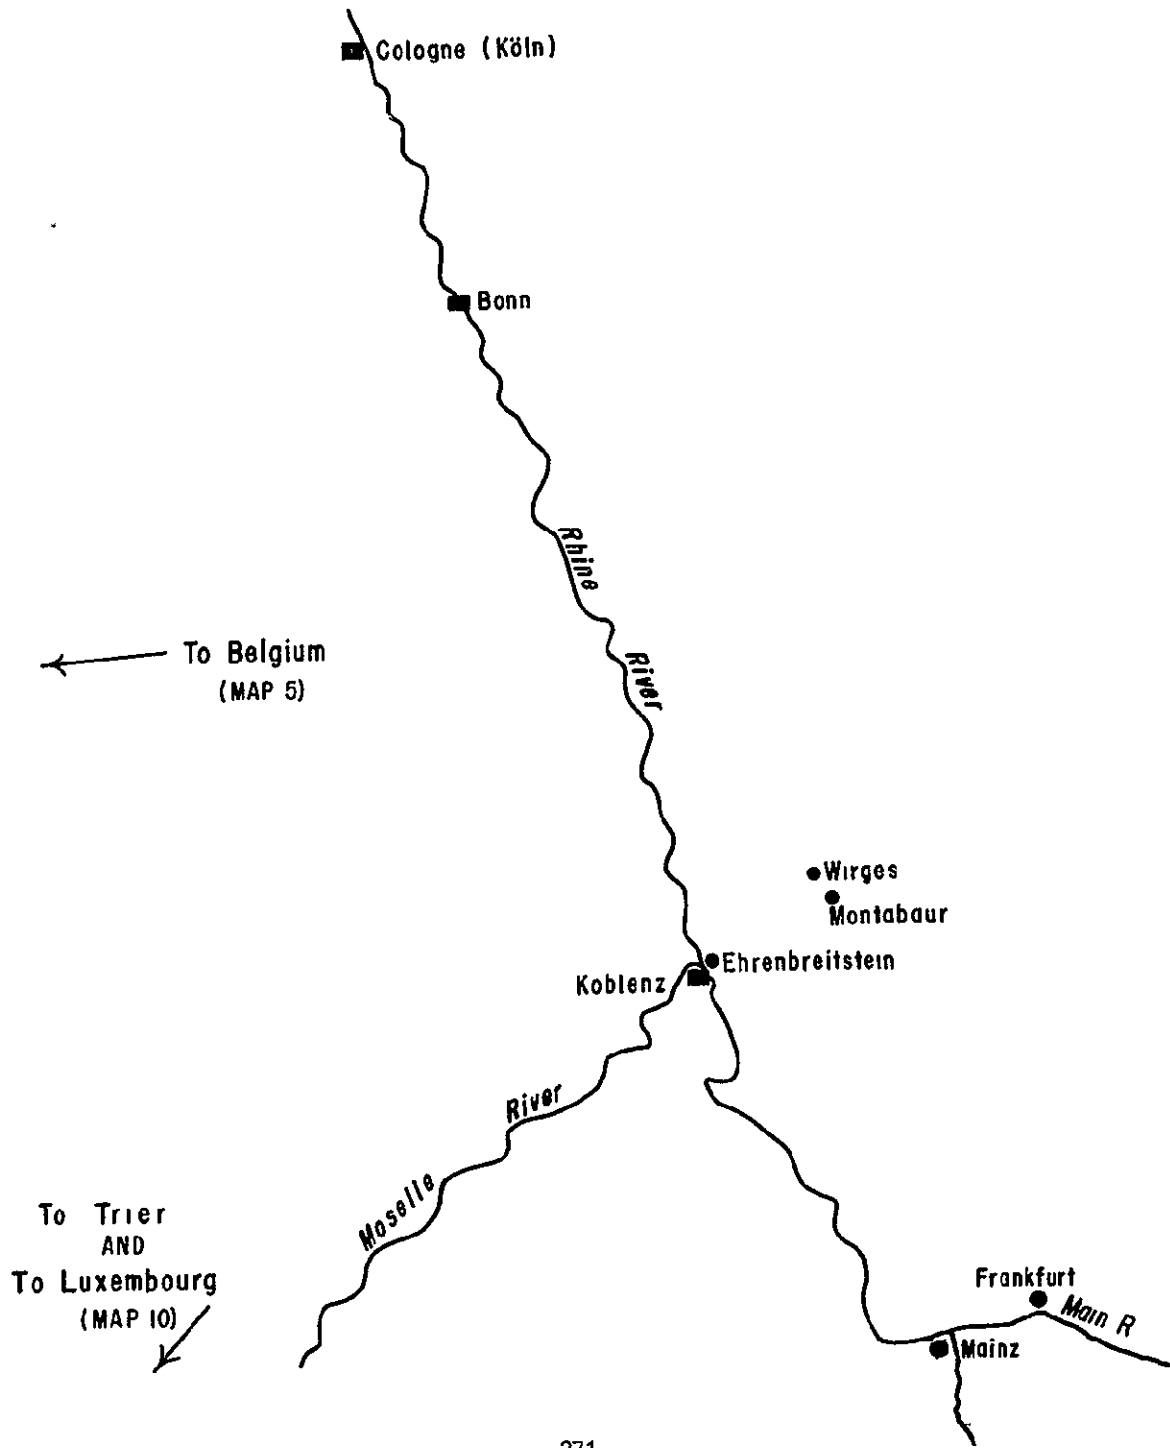 Cologne (Köln)
Bonn
Rhine
River
To Belgium
(MAP 5)
Wirges
Montabaur
Ehrenbreitstein
Koblenz
River
Moselle
To Trier
AND
To Luxembourg
(MAP 10)
Frankfurt
Main R
Mainz
271